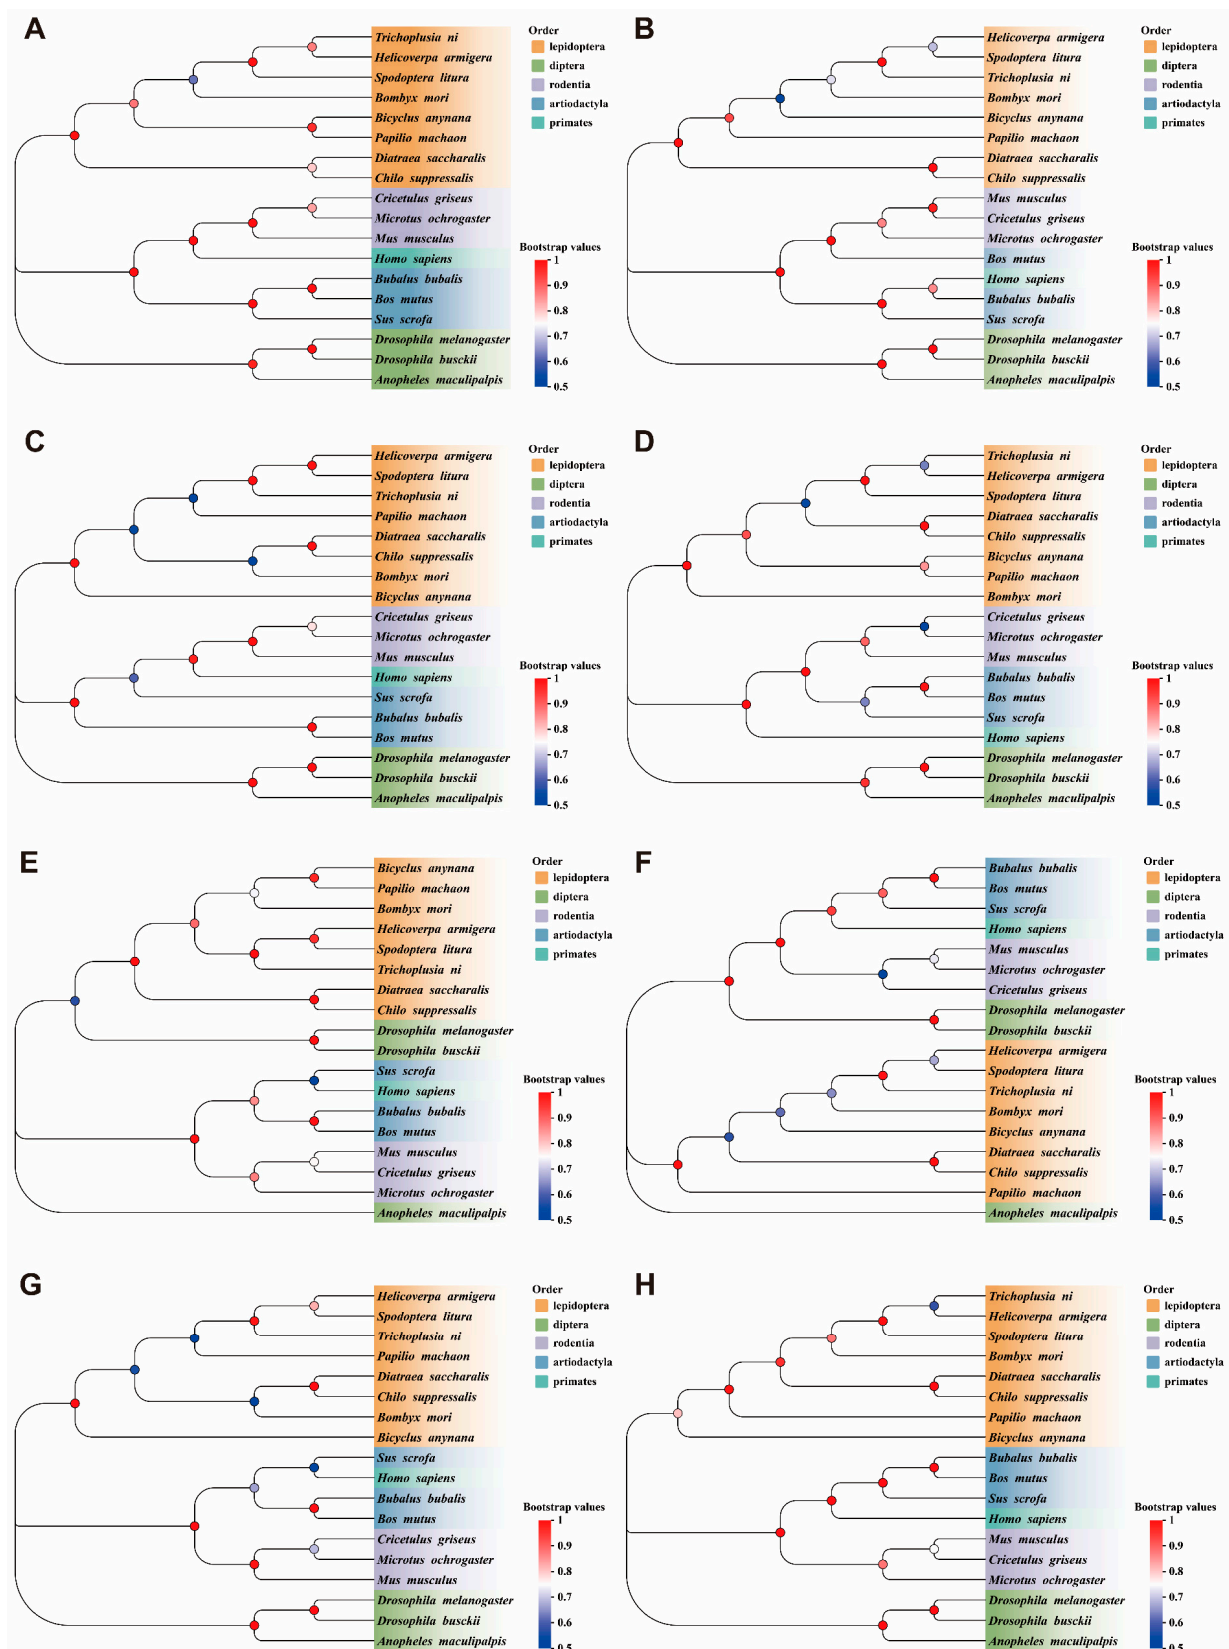 A
Trichoplusia ni
Helicoverpa armigera
Spodoptera litura
Bombyx mori
Bicyclus anynana
Papilio machaon
Diatraea saccharalis
Chilo suppressalis
Cricetulus griseus
Microtus ochrogaster
Mus musculus
Homo sapiens
Bubalus bubalis
Bos mutus
Sus scrofa
Drosophila melanogaster
Drosophila busckii
Anopheles maculipalpis
Order
lepidoptera
diptera
rodentia
artiodactyla
primates
Bootstrap values
1
0.9
0.8
0.7
0.6
0.5
B
Helicoverpa armigera
Spodoptera litura
Trichoplusia ni
Bombyx mori
Bicyclus anynana
Papilio machaon
Diatraea saccharalis
Chilo suppressalis
Mus musculus
Cricetulus griseus
Microtus ochrogaster
Bos mutus
Homo sapiens
Bubalus bubalis
Sus scrofa
Drosophila melanogaster
Drosophila busckii
Anopheles maculipalpis
Order
lepidoptera
diptera
rodentia
artiodactyla
primates
Bootstrap values
1
0.9
0.8
0.7
0.6
0.5
C
Helicoverpa armigera
Spodoptera litura
Trichoplusia ni
Papilio machaon
Diatraea saccharalis
Chilo suppressalis
Bombyx mori
Bicyclus anynana
Cricetulus griseus
Microtus ochrogaster
Mus musculus
Homo sapiens
Sus scrofa
Bubalus bubalis
Bos mutus
Drosophila melanogaster
Drosophila busckii
Anopheles maculipalpis
Order
lepidoptera
diptera
rodentia
artiodactyla
primates
Bootstrap values
1
0.9
0.8
0.7
0.6
0.5
D
Trichoplusia ni
Helicoverpa armigera
Spodoptera litura
Diatraea saccharalis
Chilo suppressalis
Bicyclus anynana
Papilio machaon
Bombyx mori
Cricetulus griseus
Microtus ochrogaster
Mus musculus
Bubalus bubalis
Bos mutus
Sus scrofa
Homo sapiens
Drosophila melanogaster
Drosophila busckii
Anopheles maculipalpis
Order
lepidoptera
diptera
rodentia
artiodactyla
primates
Bootstrap values
1
0.9
0.8
0.7
0.6
0.5
E
Bicyclus anynana
Papilio machaon
Bombyx mori
Helicoverpa armigera
Spodoptera litura
Trichoplusia ni
Diatraea saccharalis
Chilo suppressalis
Drosophila melanogaster
Drosophila busckii
Sus scrofa
Homo sapiens
Bubalus bubalis
Bos mutus
Mus musculus
Cricetulus griseus
Microtus ochrogaster
Anopheles maculipalpis
Order
lepidoptera
diptera
rodentia
artiodactyla
primates
Bootstrap values
1
0.9
0.8
0.7
0.6
0.5
F
Bubalus bubalis
Bos mutus
Sus scrofa
Homo sapiens
Mus musculus
Microtus ochrogaster
Cricetulus griseus
Drosophila melanogaster
Drosophila busckii
Helicoverpa armigera
Spodoptera litura
Trichoplusia ni
Bombyx mori
Bicyclus anynana
Diatraea saccharalis
Chilo suppressalis
Papilio machaon
Anopheles maculipalpis
Order
lepidoptera
diptera
rodentia
artiodactyla
primates
Bootstrap values
1
0.9
0.8
0.7
0.6
0.5
G
Helicoverpa armigera
Spodoptera litura
Trichoplusia ni
Papilio machaon
Diatraea saccharalis
Chilo suppressalis
Bombyx mori
Bicyclus anynana
Sus scrofa
Homo sapiens
Bubalus bubalis
Bos mutus
Cricetulus griseus
Microtus ochrogaster
Mus musculus
Drosophila melanogaster
Drosophila busckii
Anopheles maculipalpis
Order
lepidoptera
diptera
rodentia
artiodactyla
primates
Bootstrap values
1
0.9
0.8
0.7
0.6
0.5
H
Trichoplusia ni
Helicoverpa armigera
Spodoptera litura
Bombyx mori
Diatraea saccharalis
Chilo suppressalis
Papilio machaon
Bicyclus anynana
Bubalus bubalis
Bos mutus
Sus scrofa
Homo sapiens
Mus musculus
Cricetulus griseus
Microtus ochrogaster
Drosophila melanogaster
Drosophila busckii
Anopheles maculipalpis
Order
lepidoptera
diptera
rodentia
artiodactyla
primates
Bootstrap values
1
0.9
0.8
0.7
0.6
0.5